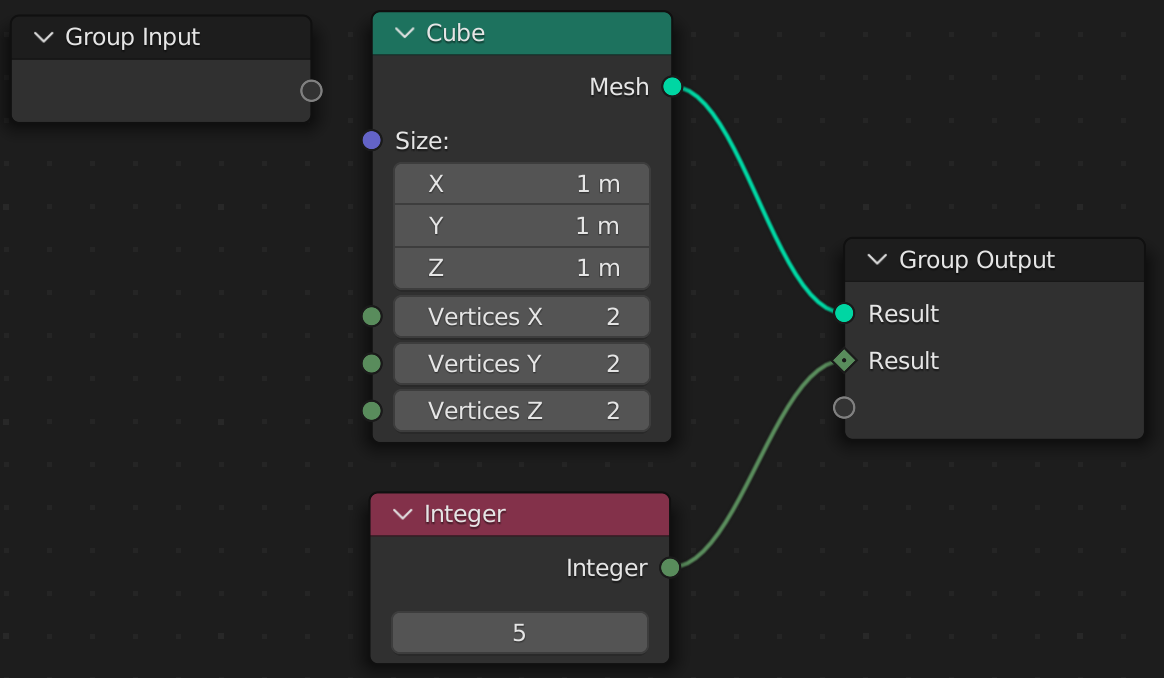 Group Input
Cube
Mesh
Size:
X 1 m
Y 1 m
Z 1 m
Vertices X 2
Vertices Y 2
Vertices Z 2
Group Output
Result
Result
Integer
Integer
5